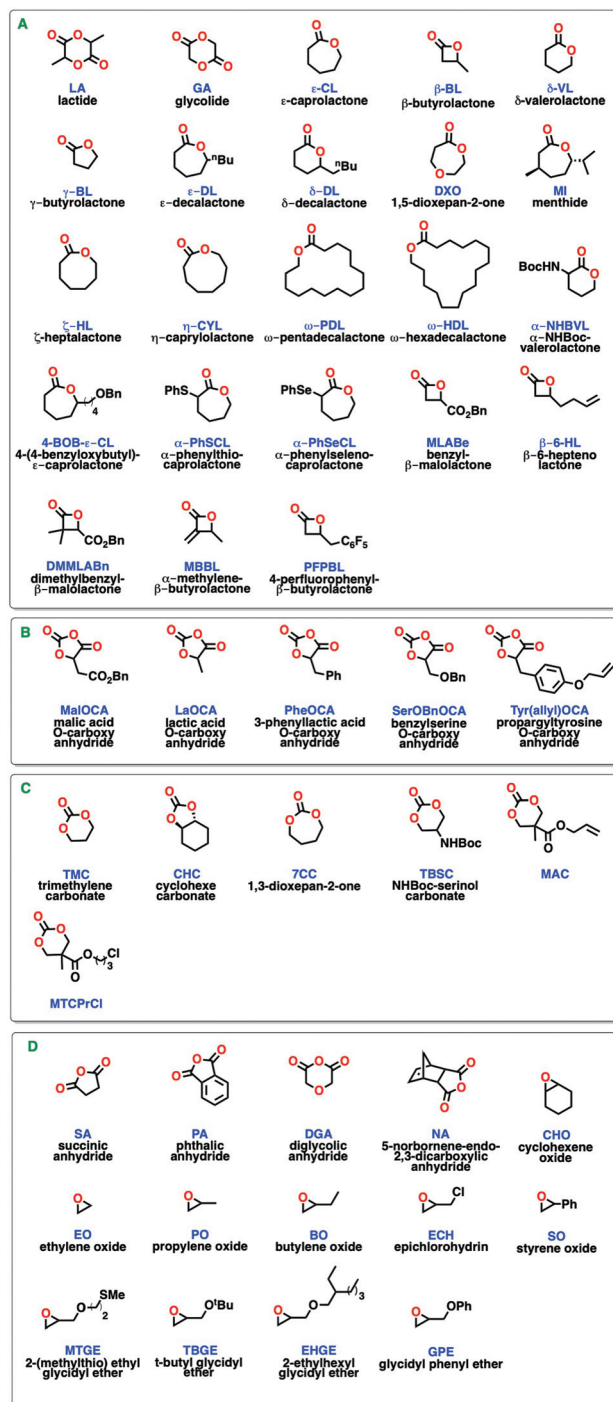 A
LA
lactide
GA
glycolide
ε-CL
ε-caprolactone
β-BL
β-butyrolactone
δ-VL
δ-valerolactone
nBu
nBu
γ-BL
γ-butyrolactone
ε-DL
ε-decalactone
δ-DL
δ-decalactone
DXO
1,5-dioxepan-2-one
MI
menthide
BocHN
ζ-HL
ζ-heptalactone
η-CYL
η-caprylolactone
ω-PDL
ω-pentadecalactone
ω-HDL
ω-hexadecalactone
α-NHBVL
α-NHBoc-
valerolactone
OBn
4
PhS
PhSe
CO2Bn
4-BOB-ε-CL
4-(4-benzyloxybutyl)-
ε-caprolactone
α-PhSCL
α-phenylthio-
caprolactone
α-PhSeCL
α-phenylseleno-
caprolactone
MLABe
benzyl-
β-malolactone
β-6-HL
β-6-hepteno
lactone
CO2Bn
C6F5
DMMLABn
dimethylbenzyl-
β-malolactone
MBBL
α-methylene-
β-butyrolactone
PFPBL
4-perfluorophenyl-
β-butyrolactone
B
CO2Bn
Ph
OBn
MalOCA
malic acid
O-carboxy
anhydride
LaOCA
lactic acid
O-carboxy
anhydride
PheOCA
3-phenyllactic acid
O-carboxy
anhydride
SerOBnOCA
benzylserine
O-carboxy
anhydride
Tyr(allyl)OCA
propargyltyrosine
O-carboxy
anhydride
C
NHBoc
TMC
trimethylene
carbonate
CHC
cyclohexe
carbonate
7CC
1,3-dioxepan-2-one
TBSC
NHBoc-serinol
carbonate
MAC
Cl
3
MTCPrCl
D
SA
succinic
anhydride
PA
phthalic
anhydride
DGA
diglycolic
anhydride
NA
5-norbornene-endo-
2,3-dicarboxylic
anhydride
CHO
cyclohexene
oxide
Cl
Ph
EO
ethylene oxide
PO
propylene oxide
BO
butylene oxide
ECH
epichlorohydrin
SO
styrene oxide
SMe
2
OtBu
3
OPh
MTGE
2-(methylthio) ethyl
glycidyl ether
TBGE
t-butyl glycidyl
ether
EHGE
2-ethylhexyl
glycidyl ether
GPE
glycidyl phenyl ether